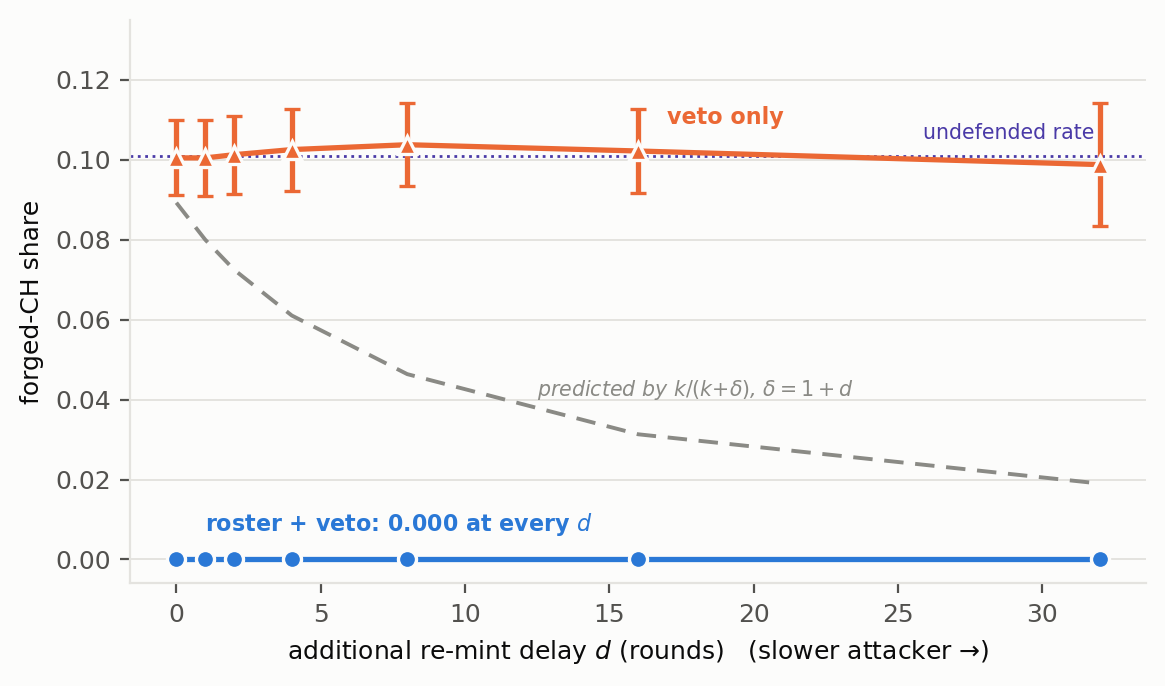 0.12
0.10
0.08
0.06
0.04
0.02
0.00
forged-CH share
veto only
undefended rate
predicted by k/(k+δ), δ = 1 + d
roster + veto: 0.000 at every d
0 5 10 15 20 25 30
additional re-mint delay d (rounds) (slower attacker →)